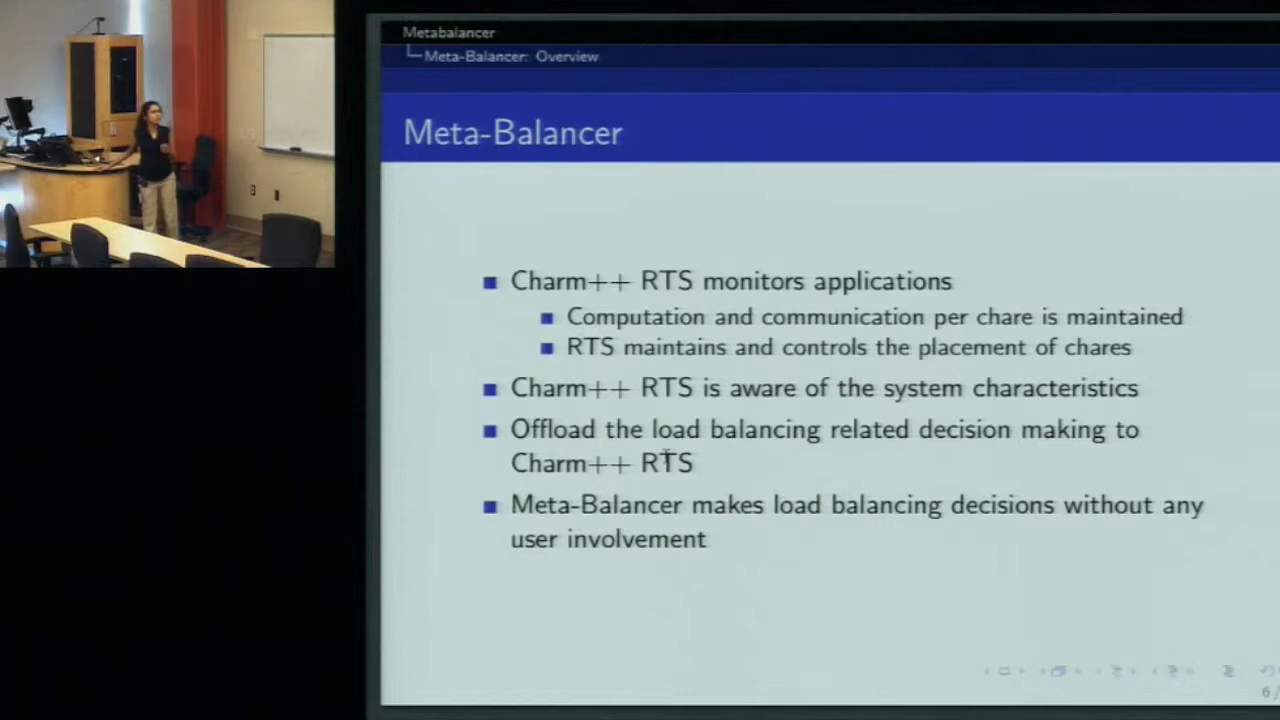 Metabalancer
Meta-Balancer: Overview
Meta-Balancer
Charm++ RTS monitors applications
Computation and communication per chare is maintained
RTS maintains and controls the placement of chares
Charm++ RTS is aware of the system characteristics
Offload the load balancing related decision making to
Charm++ RTS
Meta-Balancer makes load balancing decisions without any
user involvement
6/